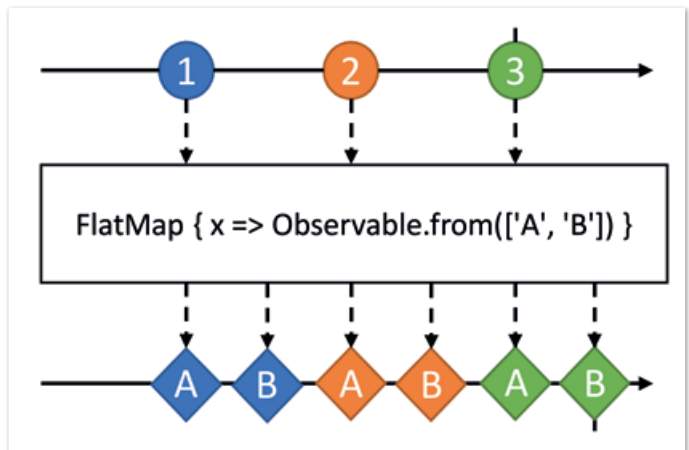 1 2 3
FlatMap { x => Observable.from(['A', 'B']) }
A B A B A B